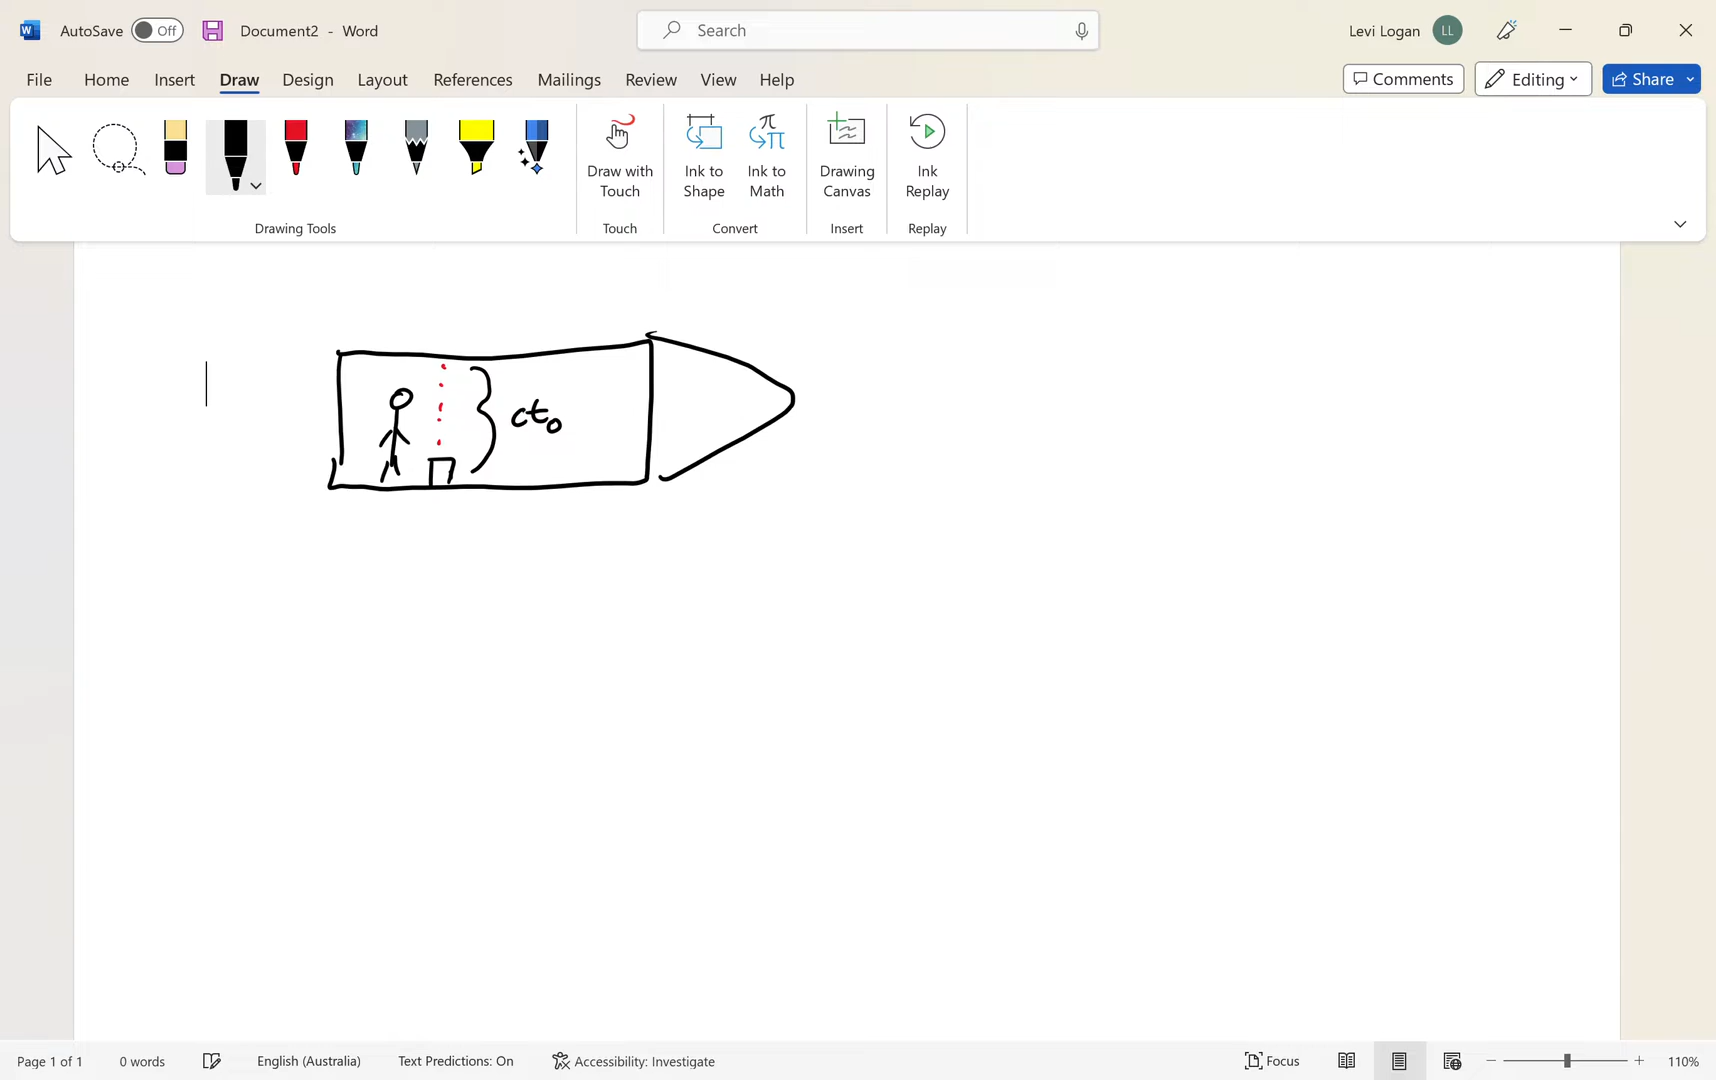 AutoSave Off Document2 - Word Search Levi Logan LL
File Home Insert Draw Design Layout References Mailings Review View Help Comments Editing Share
Draw with Touch
Ink to Shape
Ink to Math
Drawing Canvas
Ink Replay
Drawing Tools Touch Convert Insert Replay
ct₀
Page 1 of 1 0 words English (Australia) Text Predictions: On Accessibility: Investigate Focus 110%